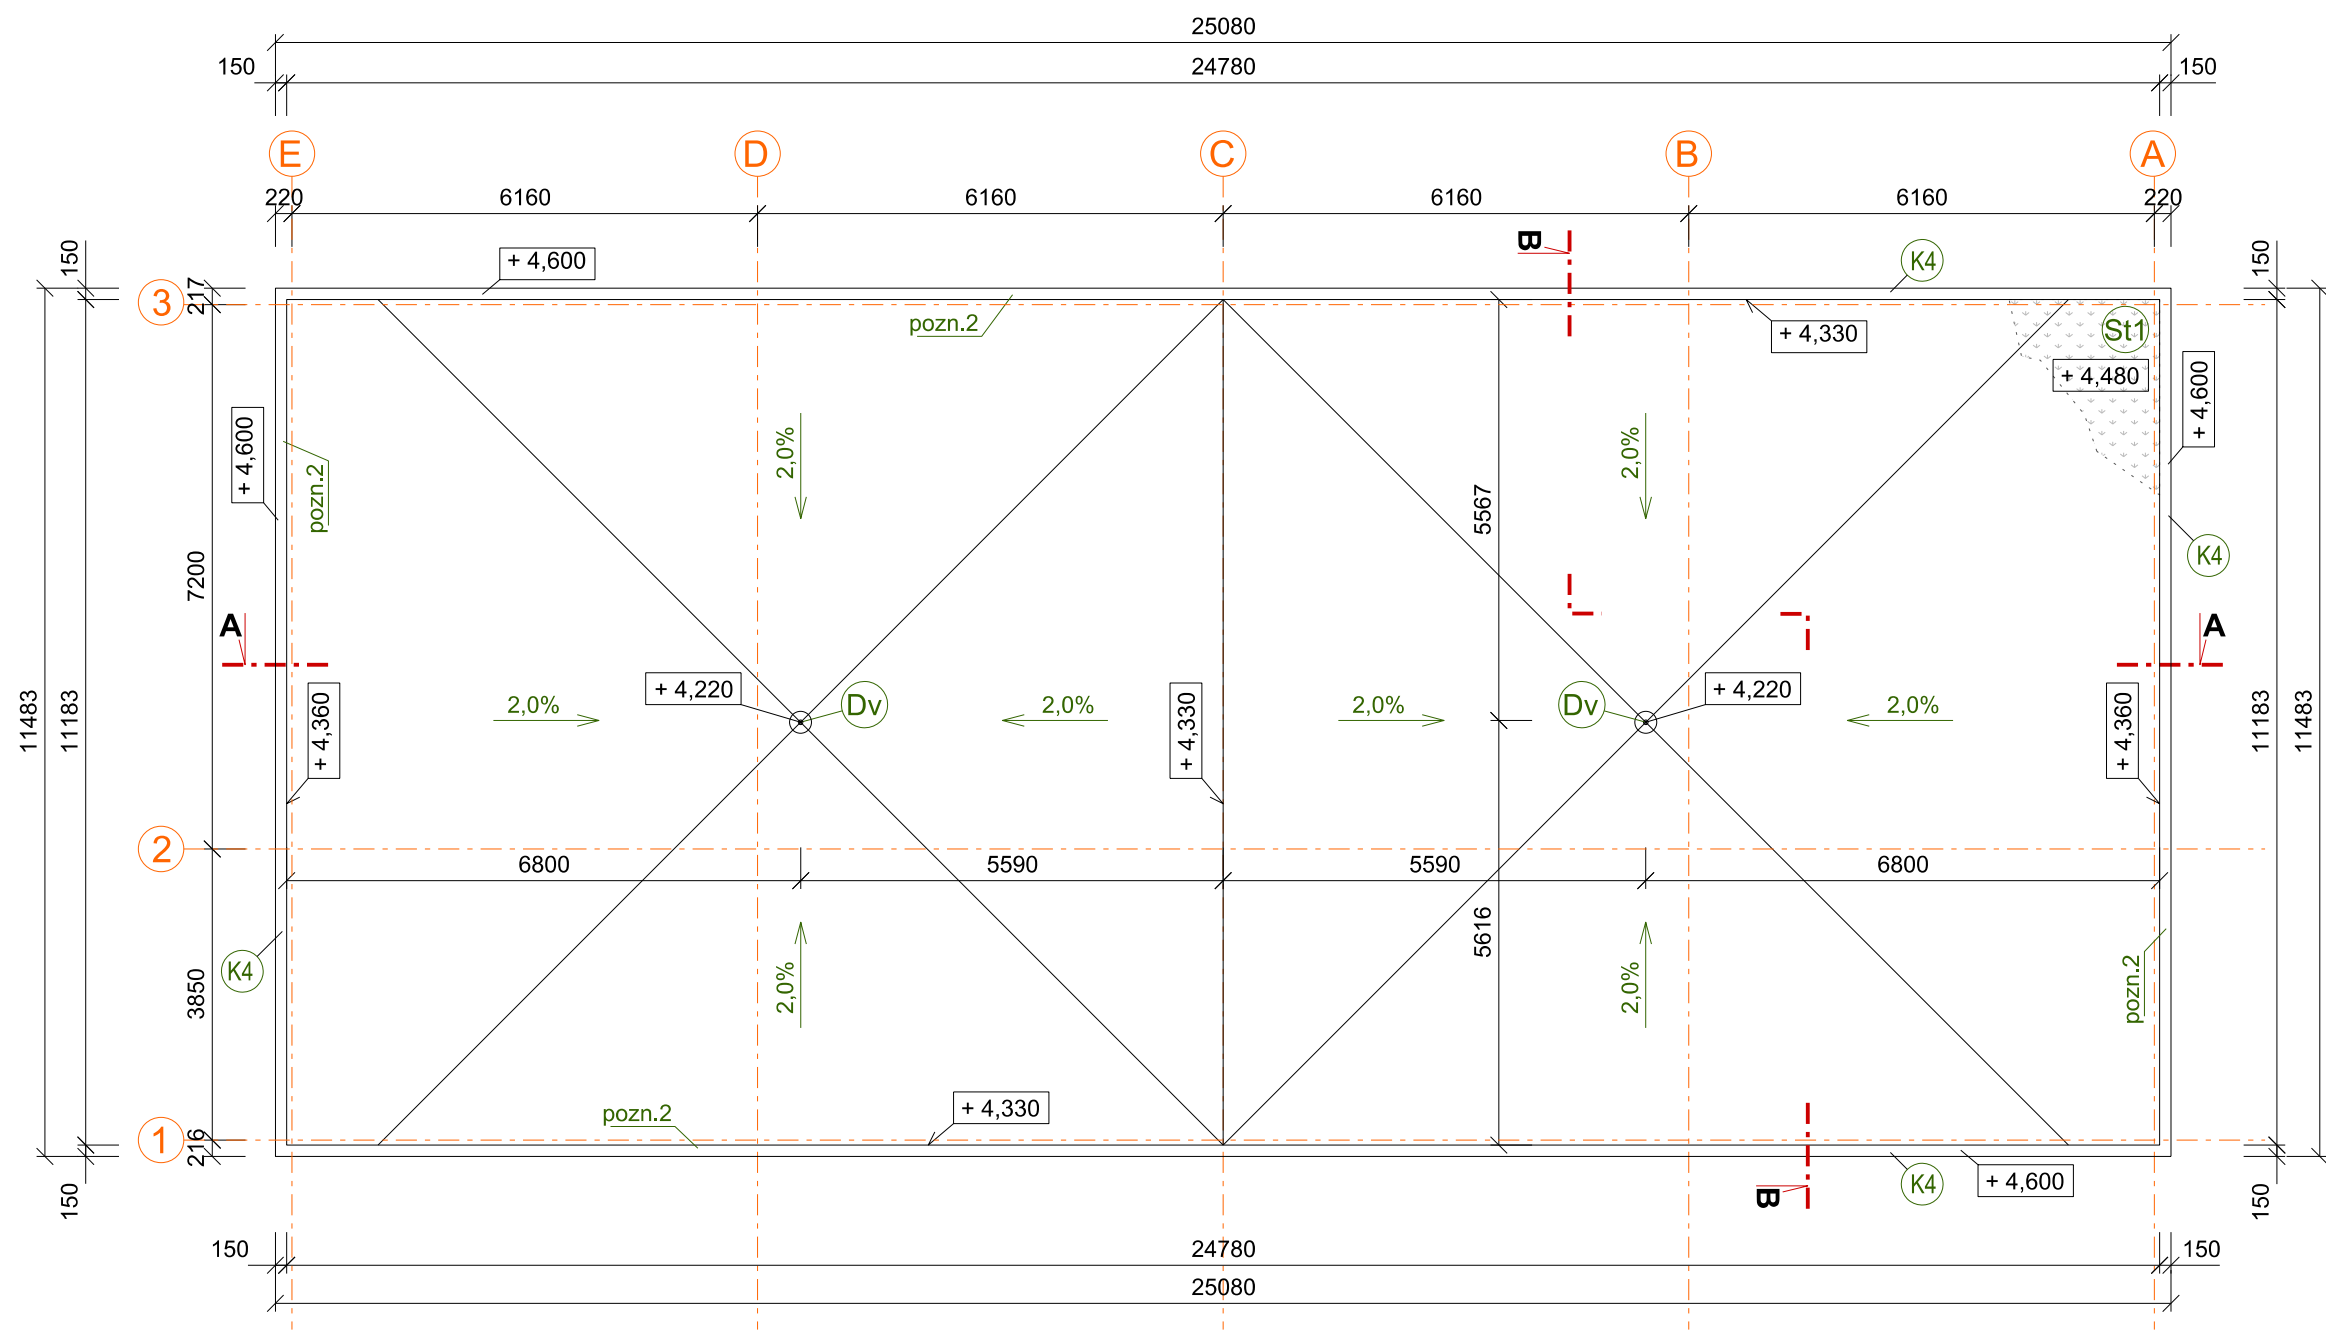 25080
150 24780 150
E D C B A
220 6160 6160 6160 6160 220
150
217
3
+ 4,600
B
K4
150
pozn.2
+ 4,330
St1
+ 4,480
+ 4,600
+ 4,600
pozn.2
2,0%
2,0%
5567
7200
K4
A
A
11483
11183
+ 4,360
2,0%
+ 4,220
Dv
2,0%
+ 4,330
2,0%
Dv
+ 4,220
2,0%
+ 4,360
11183
11483
2
6800 5590 5590 6800
5616
K4
3850
2,0%
2,0%
pozn.2
pozn.2
+ 4,330
1
216
150
B
K4
+ 4,600
150
150 24780 150
25080